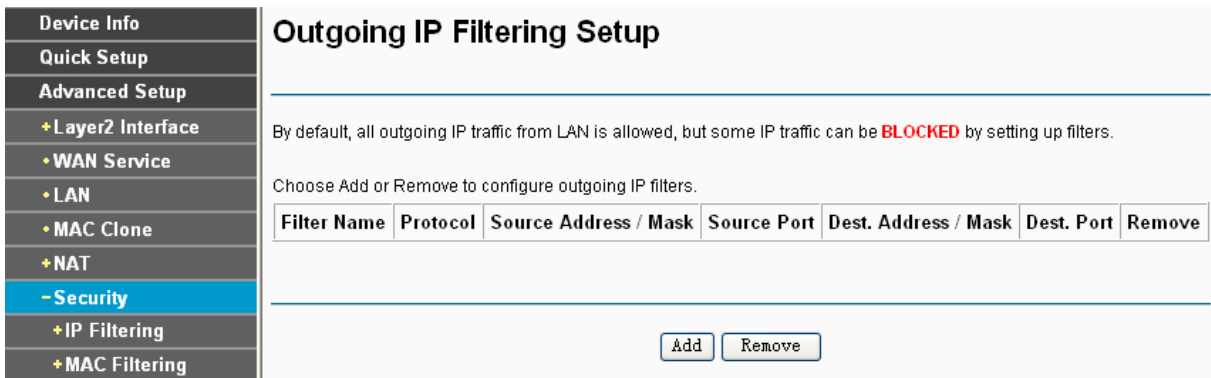 Device Info
Quick Setup
Advanced Setup
+Layer2 Interface
•WAN Service
•LAN
•MAC Clone
+NAT
-Security
+IP Filtering
+MAC Filtering
Outgoing IP Filtering Setup
By default, all outgoing IP traffic from LAN is allowed, but some IP traffic can be BLOCKED by setting up filters.
Choose Add or Remove to configure outgoing IP filters.
Filter Name Protocol Source Address / Mask Source Port Dest. Address / Mask Dest. Port Remove
Add Remove